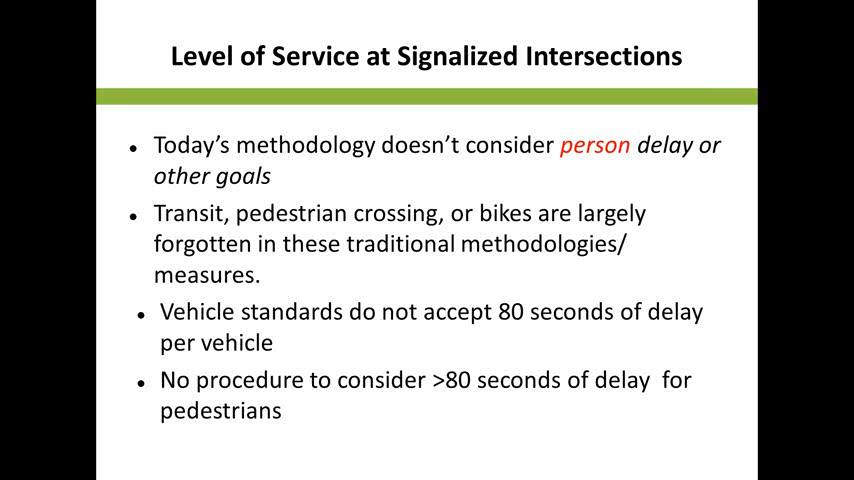 Level of Service at Signalized Intersections
• Today's methodology doesn't consider person delay or
other goals
• Transit, pedestrian crossing, or bikes are largely
forgotten in these traditional methodologies/
measures.
• Vehicle standards do not accept 80 seconds of delay
per vehicle
• No procedure to consider >80 seconds of delay  for
pedestrians